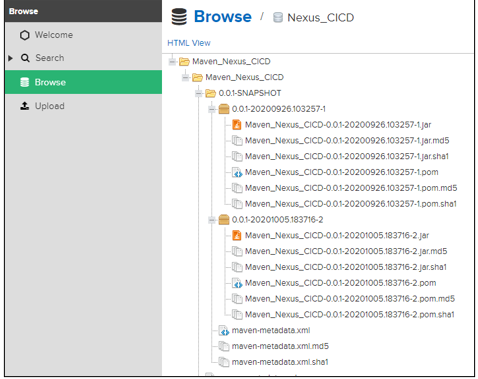 Browse
Welcome
Search
Browse
Upload
Browse / Nexus_CICD
HTML View
Maven_Nexus_CICD
Maven_Nexus_CICD
0.0.1-SNAPSHOT
0.0.1-20200926.103257-1
Maven_Nexus_CICD-0.0.1-20200926.103257-1.jar
Maven_Nexus_CICD-0.0.1-20200926.103257-1.jar.md5
Maven_Nexus_CICD-0.0.1-20200926.103257-1.jar.sha1
Maven_Nexus_CICD-0.0.1-20200926.103257-1.pom
Maven_Nexus_CICD-0.0.1-20200926.103257-1.pom.md5
Maven_Nexus_CICD-0.0.1-20200926.103257-1.pom.sha1
0.0.1-20201005.183716-2
Maven_Nexus_CICD-0.0.1-20201005.183716-2.jar
Maven_Nexus_CICD-0.0.1-20201005.183716-2.jar.md5
Maven_Nexus_CICD-0.0.1-20201005.183716-2.jar.sha1
Maven_Nexus_CICD-0.0.1-20201005.183716-2.pom
Maven_Nexus_CICD-0.0.1-20201005.183716-2.pom.md5
Maven_Nexus_CICD-0.0.1-20201005.183716-2.pom.sha1
maven-metadata.xml
maven-metadata.xml.md5
maven-metadata.xml.sha1